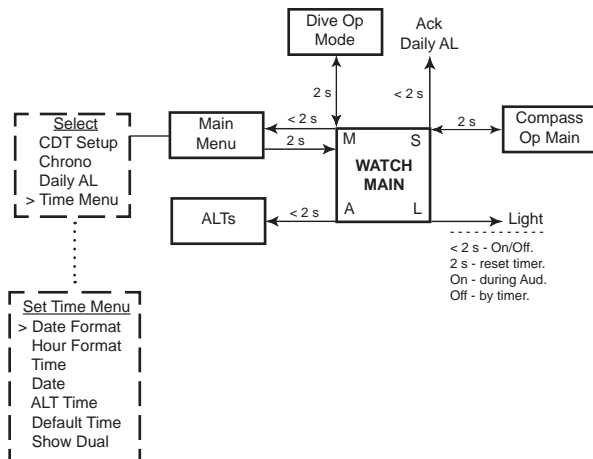 Dive Op
Mode
Ack
Daily AL
2 s
< 2 s
Select
CDT Setup
Chrono
Daily AL
> Time Menu
Main
Menu
< 2 s
2 s
M
S
WATCH
MAIN
A
L
2 s
Compass
Op Main
ALTs
< 2 s
Light
< 2 s - On/Off.
2 s - reset timer.
On - during Aud.
Off - by timer.
Set Time Menu
> Date Format
Hour Format
Time
Date
ALT Time
Default Time
Show Dual